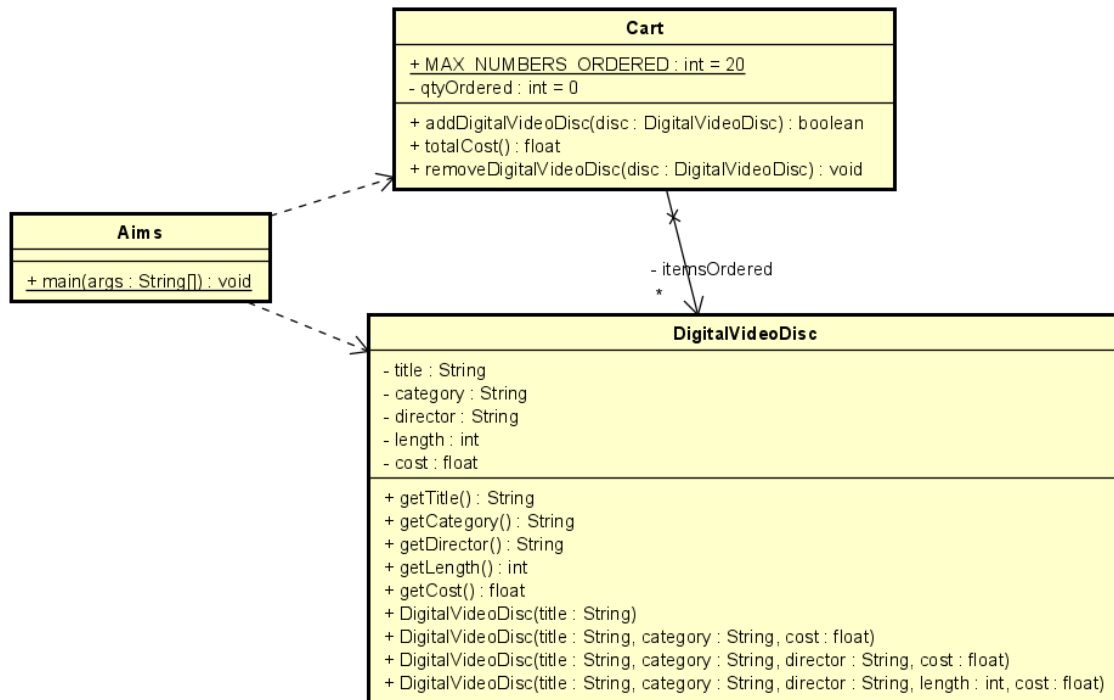 Cart
+ MAX_NUMBERS_ORDERED : int = 20
- qtyOrdered : int = 0
+ addDigitalVideoDisc(disc : DigitalVideoDisc) : boolean
+ totalCost() : float
+ removeDigitalVideoDisc(disc : DigitalVideoDisc) : void
Aims
+ main(args : String[]) : void
- itemsOrdered
*
DigitalVideoDisc
- title : String
- category : String
- director : String
- length : int
- cost : float
+ getTitle() : String
+ getCategory() : String
+ getDirector() : String
+ getLength() : int
+ getCost() : float
+ DigitalVideoDisc(title : String)
+ DigitalVideoDisc(title : String, category : String, cost : float)
+ DigitalVideoDisc(title : String, category : String, director : String, cost : float)
+ DigitalVideoDisc(title : String, category : String, director : String, length : int, cost : float)